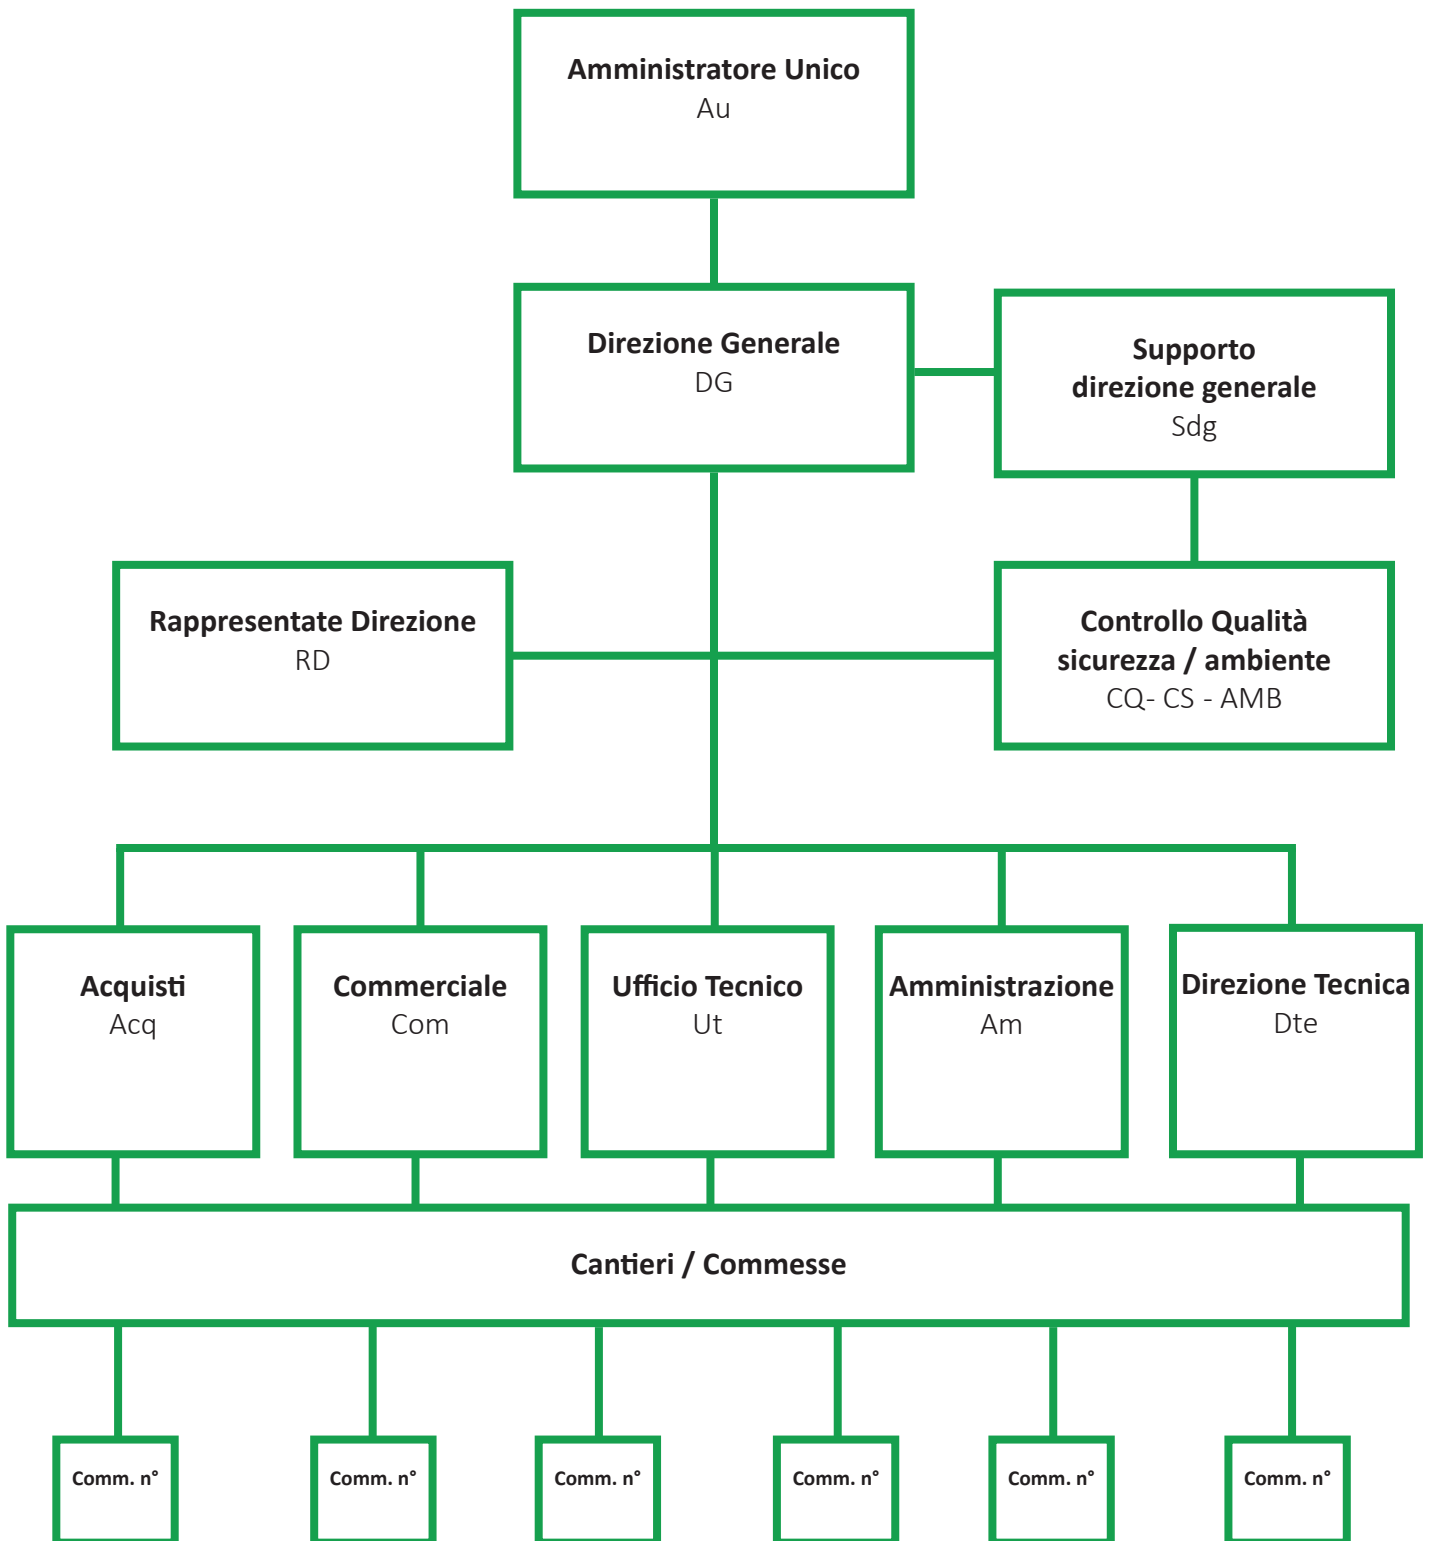 Amministratore Unico
Au
Direzione Generale
DG
Supporto
direzione generale
Sdg
Rappresentate Direzione
RD
Controllo Qualità
sicurezza / ambiente
CQ- CS - AMB
Acquisti
Acq
Commerciale
Com
Ufficio Tecnico
Ut
Amministrazione
Am
Direzione Tecnica
Dte
Cantieri / Commesse
Comm. n°
Comm. n°
Comm. n°
Comm. n°
Comm. n°
Comm. n°